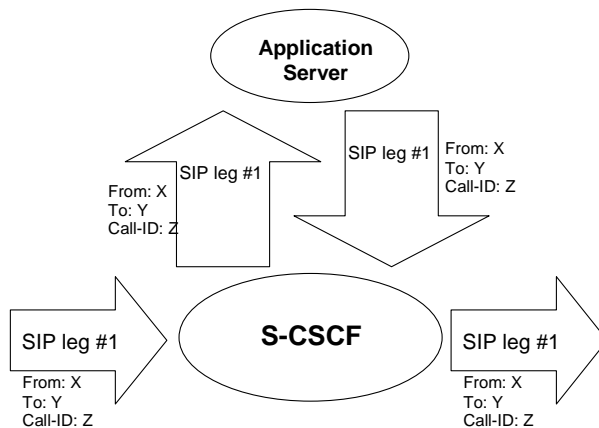 Application
Server
SIP leg #1
From: X
To: Y
Call-ID: Z
SIP leg #1
From: X
To: Y
Call-ID: Z
S-CSCF
SIP leg #1
From: X
To: Y
Call-ID: Z
SIP leg #1
From: X
To: Y
Call-ID: Z